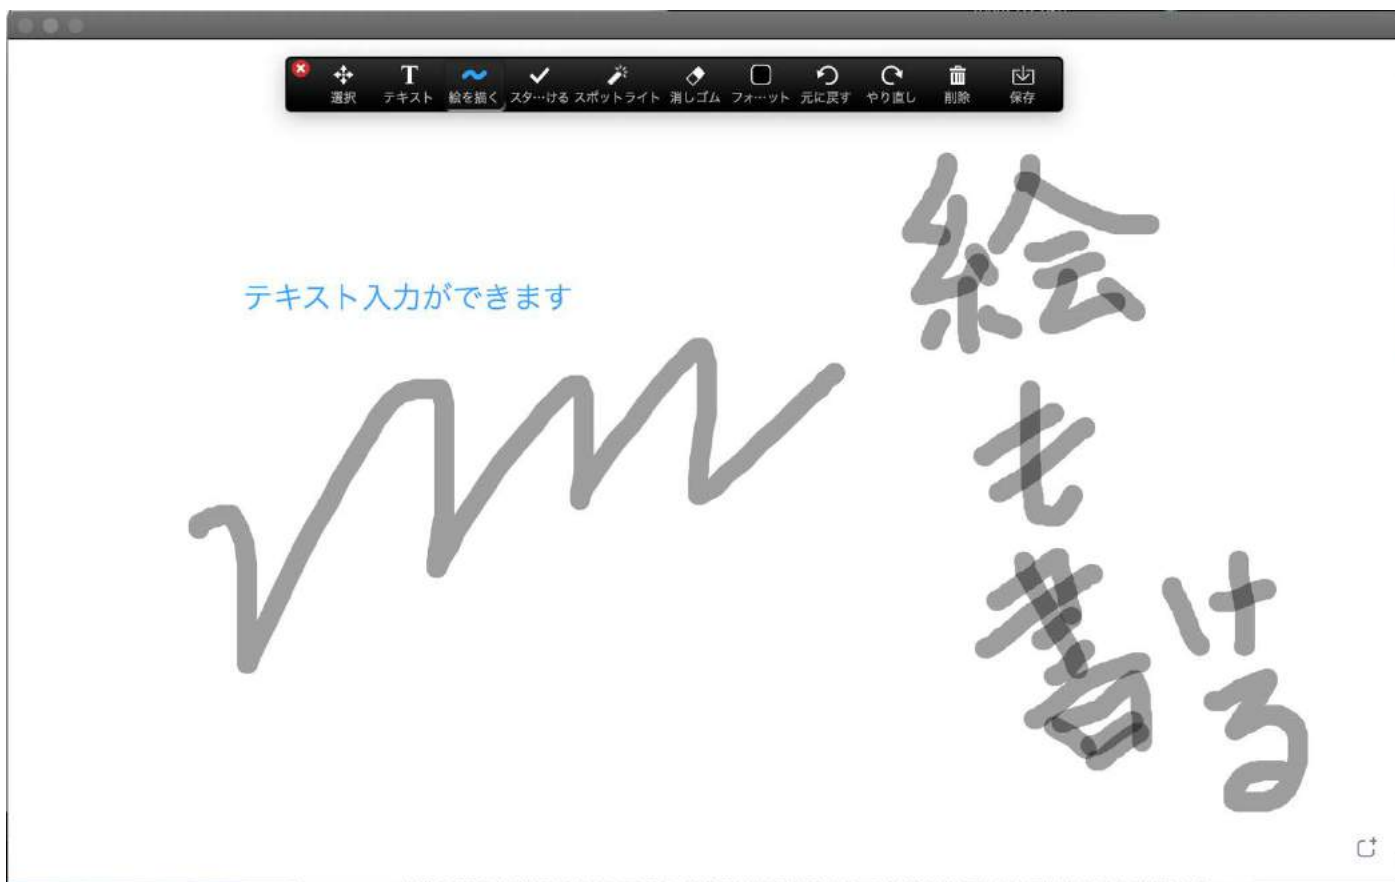 選択 テキスト 絵を描く スタ…ける スポットライト 消しゴム フォ…ット 元に戻す やり直し 削除 保存
テキスト入力ができます
絵
も
書ける